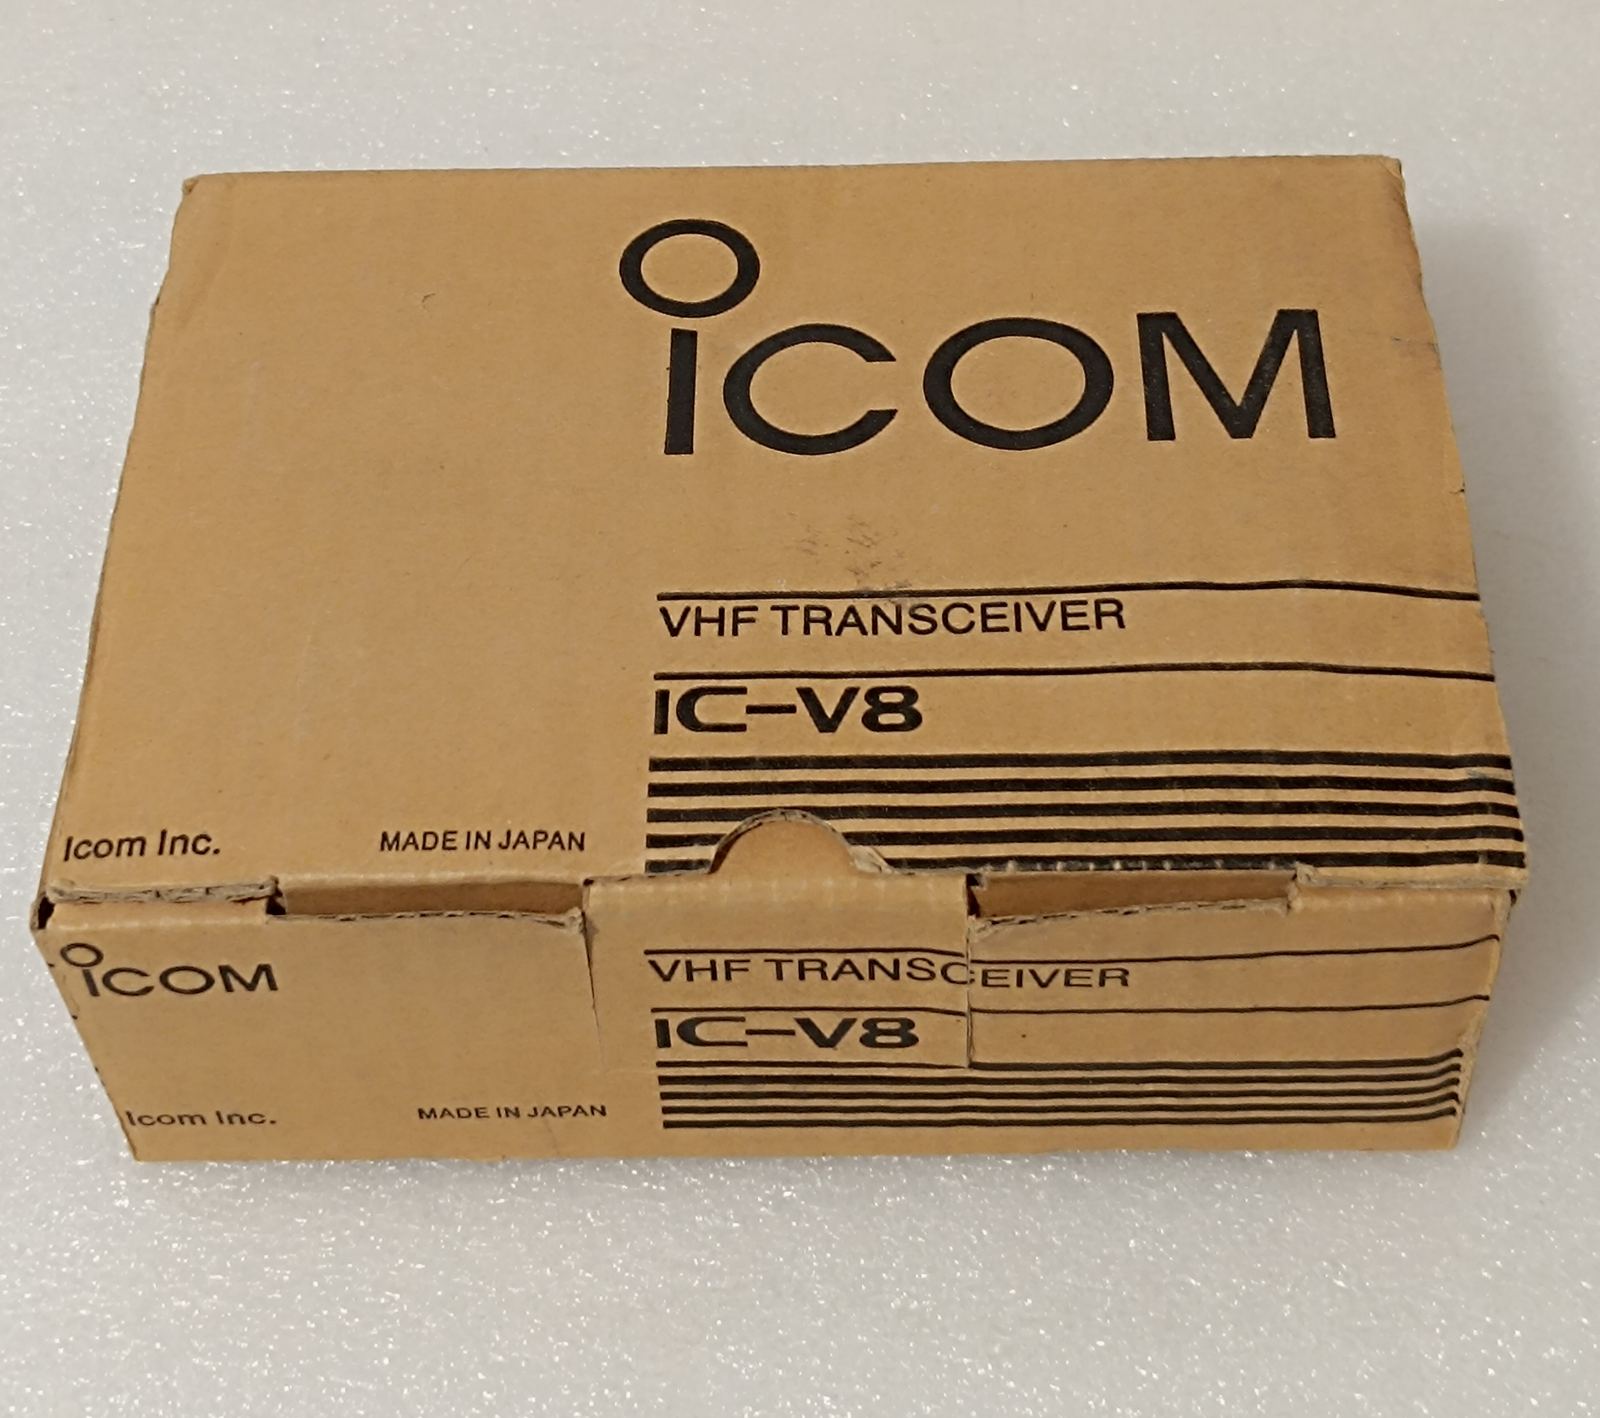 iCOM
VHF TRANSCEIVER
IC-V8
Icom Inc. MADE IN JAPAN
iCOM
VHF TRANSCEIVER
IC-V8
Icom Inc. MADE IN JAPAN